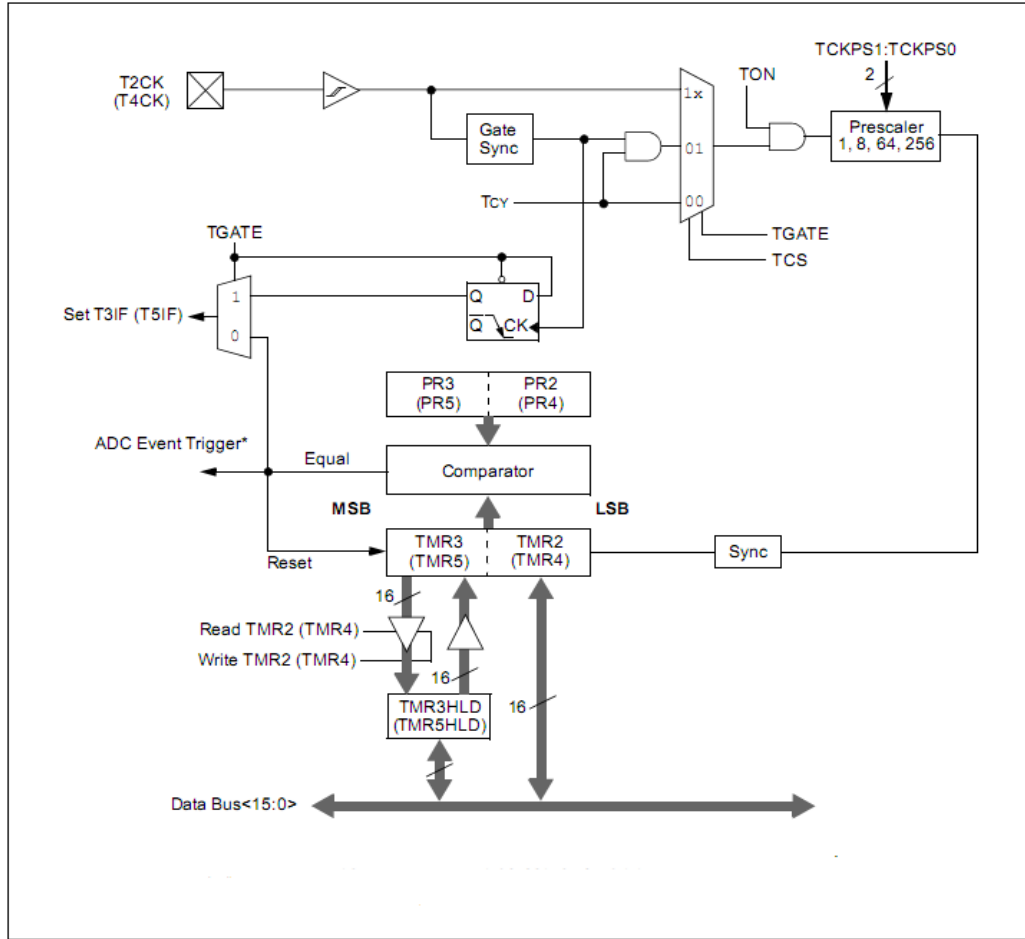 TCKPS1:TCKPS0
2
T2CK
(T4CK)
TON
1x
Gate
Sync
Prescaler
1, 8, 64, 256
01
TCY
00
TGATE
TGATE
TCS
1
Q
D
Set T3IF (T5IF)
Q
CK
0
PR3
(PR5)
PR2
(PR4)
ADC Event Trigger*
Equal
Comparator
MSB
LSB
TMR3
(TMR5)
TMR2
(TMR4)
Sync
Reset
16
Read TMR2 (TMR4)
Write TMR2 (TMR4)
16
TMR3HLD
(TMR5HLD)
16
Data Bus<15:0>